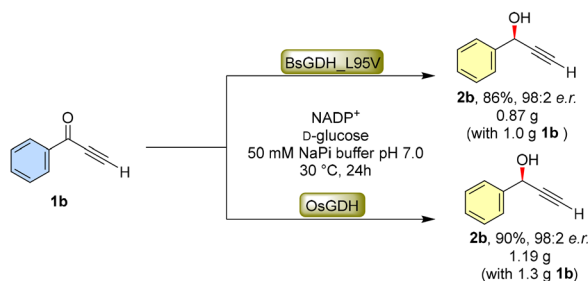 OH
BsGDH_L95V
H
2b, 86%, 98:2 e.r.
0.87 g
(with 1.0 g 1b )
O
H
1b
NADP+
D-glucose
50 mM NaPi buffer pH 7.0
30 °C, 24h
OH
OsGDH
H
2b, 90%, 98:2 e.r.
1.19 g
(with 1.3 g 1b)